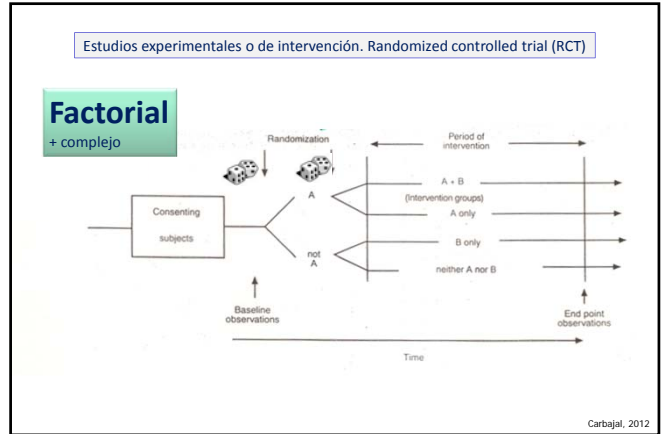 Estudios experimentales o de intervención. Randomized controlled trial (RCT)
Factorial
+ complejo
Randomization
Period of
intervention
A
A + B
(Intervention groups)
A only
Consenting
subjects
not
A
B only
neither A nor B
Baseline
observations
End point
observations
Time
Carbajal, 2012